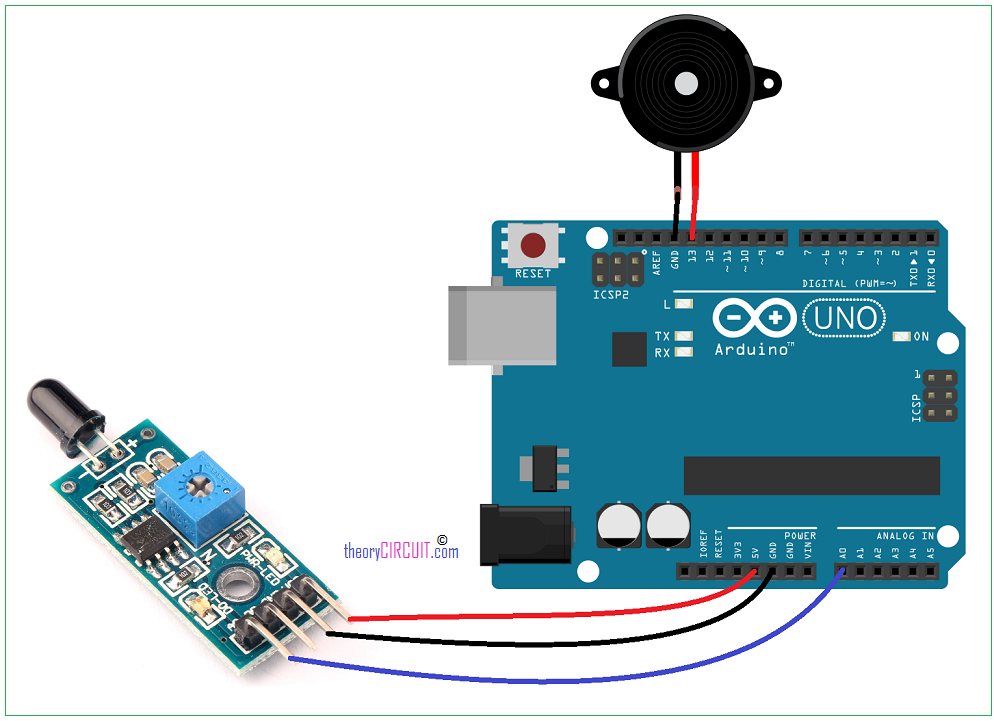 RESET
ICSP2
AREF
GND
13
12
~11
~10
~9
8
7
~6
~5
4
~3
2
TX0▶1
RX0◀0
DIGITAL (PWM=~)
L
TX
RX
Arduino™
UNO
ON
1
ICSP
+
PWR-LED
DO-LED
theoryCIRCUIT.com
©
POWER
ANALOG IN
IOREF
RESET
3V3
5V
GND
GND
VIN
A0
A1
A2
A3
A4
A5